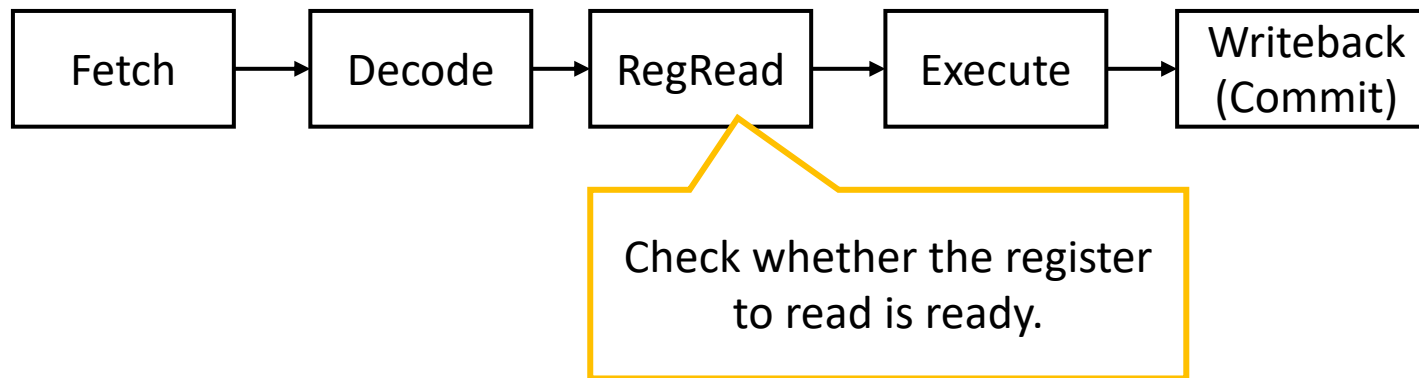 Fetch
Decode
RegRead
Execute
Writeback
(Commit)
Check whether the register
to read is ready.